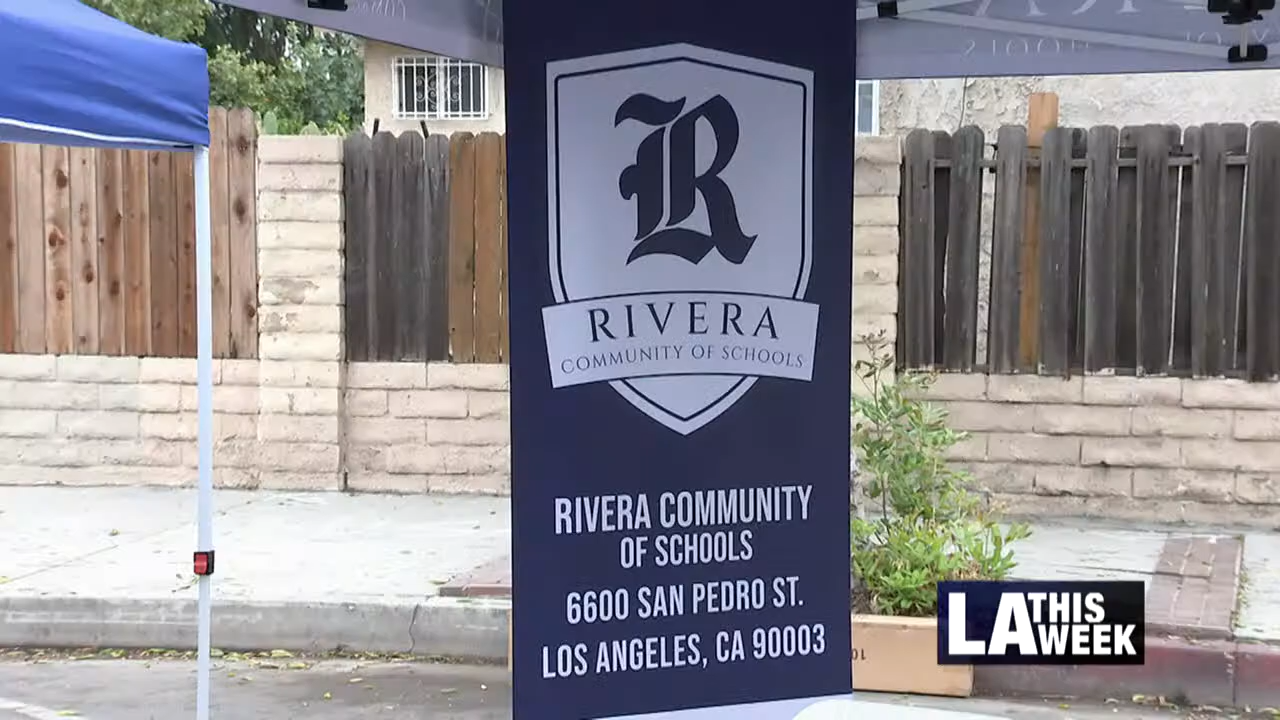 R
RIVERA
COMMUNITY OF SCHOOLS
RIVERA COMMUNITY
OF SCHOOLS
6600 SAN PEDRO ST.
LOS ANGELES, CA 90003
LA THIS
WEEK